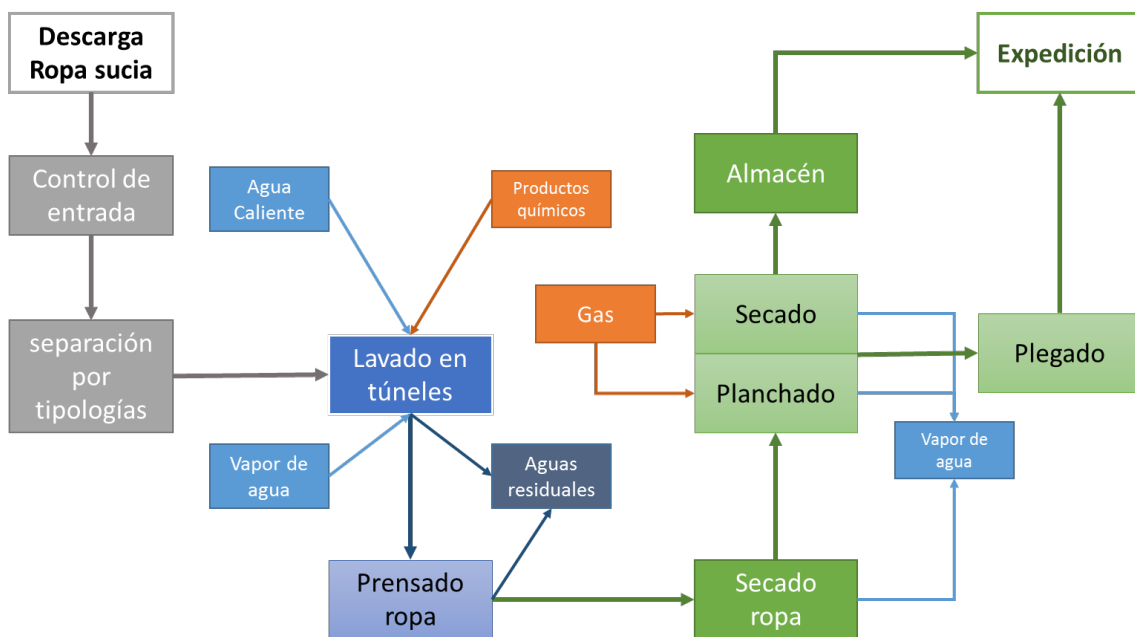 Descarga
Ropa sucia
Control de
entrada
separación
por
tipologías
Agua
Caliente
Productos
químicos
Lavado en
túneles
Vapor de
agua
Aguas
residuales
Prensado
ropa
Expedición
Almacén
Gas
Secado
Planchado
Plegado
Vapor de
agua
Secado
ropa